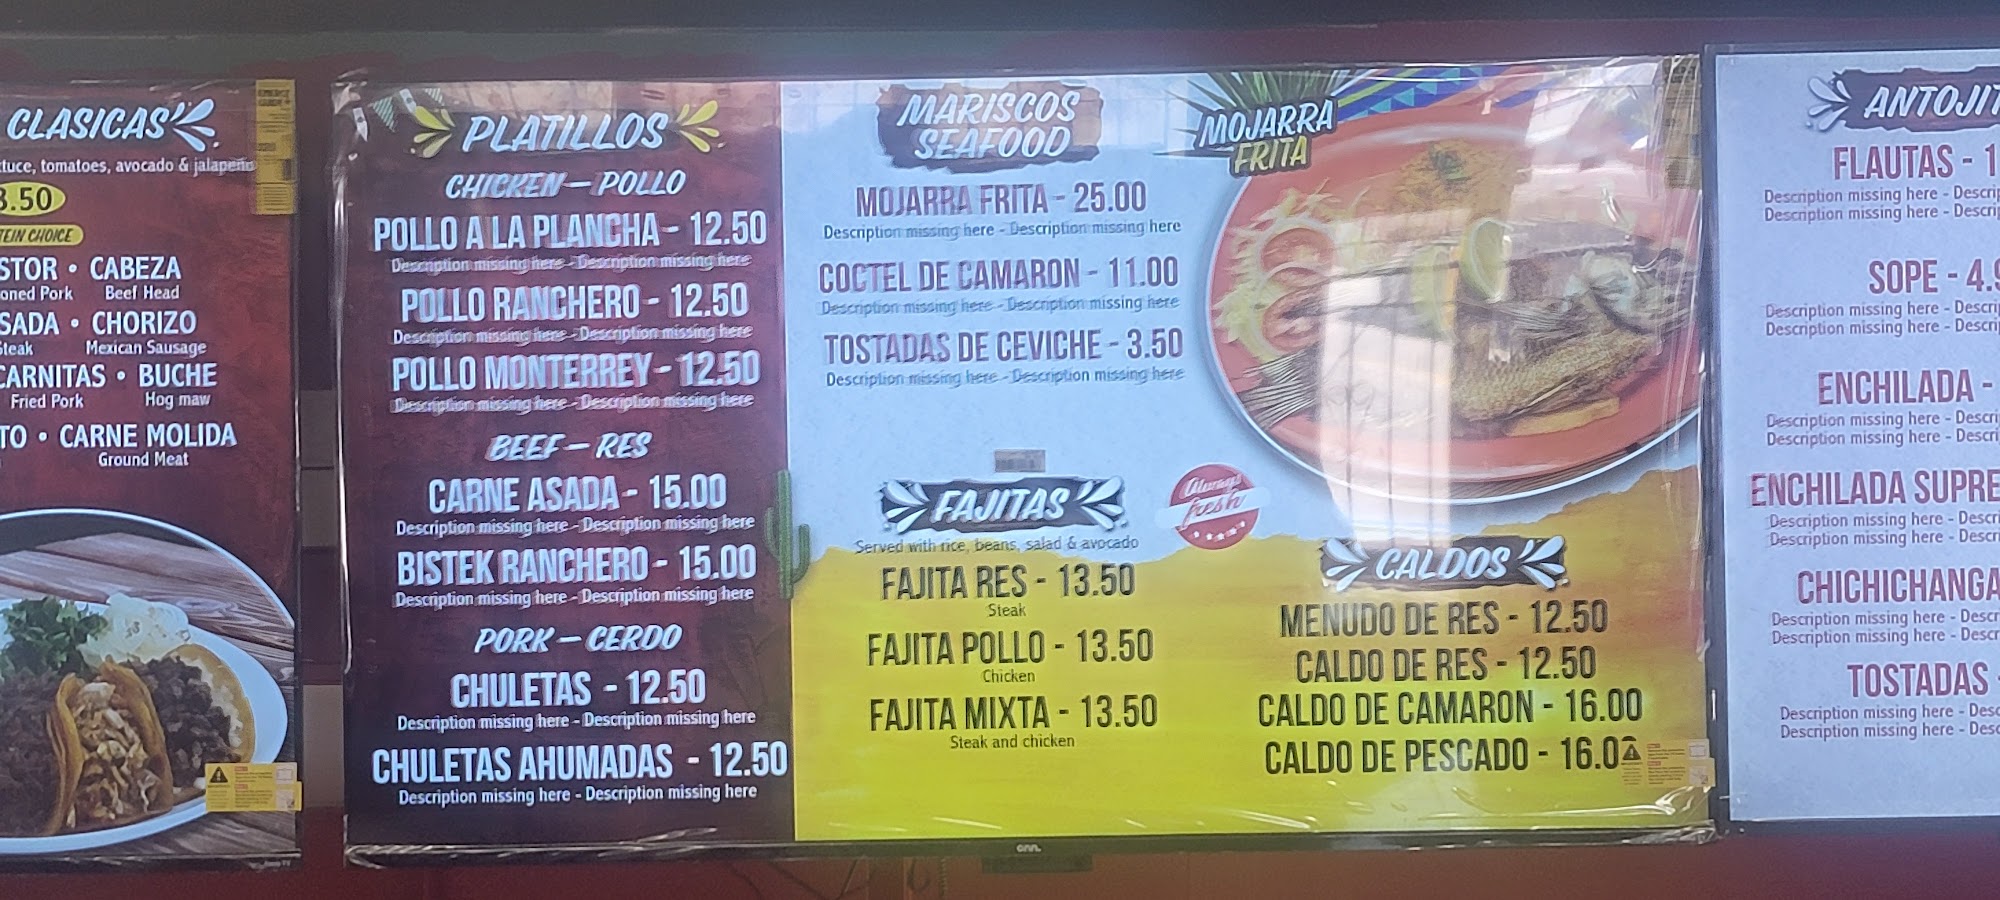 CLASICAS
tuce, tomatoes, avocado & jalapeño
3.50
TEIN CHOICE
STOR • CABEZA
oned Pork Beef Head
SADA • CHORIZO
Steak Mexican Sausage
CARNITAS • BUCHE
Fried Pork Hog maw
TO • CARNE MOLIDA
Ground Meat
PLATILLOS
CHICKEN - POLLO
POLLO A LA PLANCHA - 12.50
Description missing here - Description missing here
POLLO RANCHERO - 12.50
Description missing here - Description missing here
POLLO MONTERREY - 12.50
Description missing here - Description missing here
BEEF - RES
CARNE ASADA - 15.00
Description missing here - Description missing here
BISTEK RANCHERO - 15.00
Description missing here - Description missing here
PORK - CERDO
CHULETAS - 12.50
Description missing here - Description missing here
CHULETAS AHUMADAS - 12.50
Description missing here - Description missing here
MARISCOS
SEAFOOD
MOJARRA FRITA - 25.00
Description missing here - Description missing here
COCTEL DE CAMARON - 11.00
Description missing here - Description missing here
TOSTADAS DE CEVICHE - 3.50
Description missing here - Description missing here
MOJARRA
FRITA
FAJITAS
Served with rice, beans, salad & avocado
FAJITA RES - 13.50
Steak
FAJITA POLLO - 13.50
Chicken
FAJITA MIXTA - 13.50
Steak and chicken
Always
fresh
CALDOS
MENUDO DE RES - 12.50
CALDO DE RES - 12.50
CALDO DE CAMARON - 16.00
CALDO DE PESCADO - 16.0
onn.
ANTOJIT
FLAUTAS - 1
Description missing here - Descrip
Description missing here - Descrip
SOPE - 4.9
Description missing here - Descrip
Description missing here - Descrip
ENCHILADA -
Description missing here - Descri
Description missing here - Descri
ENCHILADA SUPRE
Description missing here - Descri
Description missing here - Descr
CHICHICHANGA
Description missing here - Descr
Description missing here - Descr
TOSTADAS -
Description missing here - Desc
Description missing here - Desc